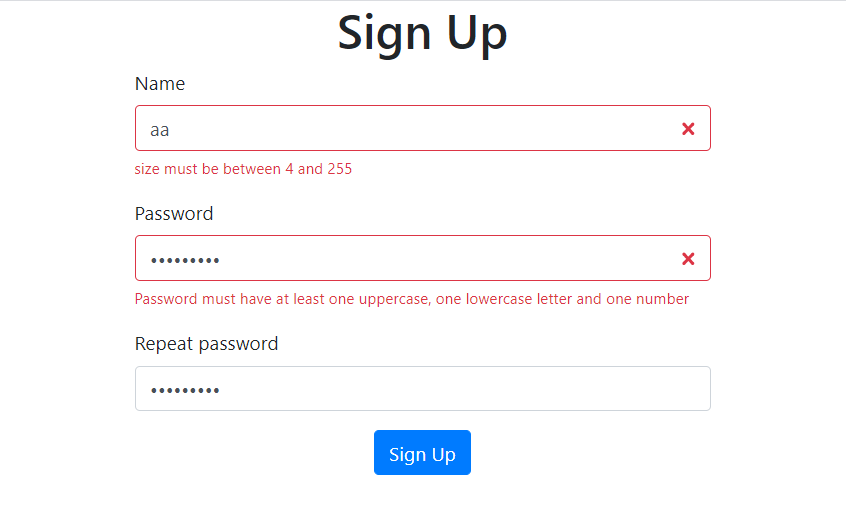 Sign Up
Name
aa
size must be between 4 and 255
Password
•••••••••
Password must have at least one uppercase, one lowercase letter and one number
Repeat password
•••••••••
Sign Up